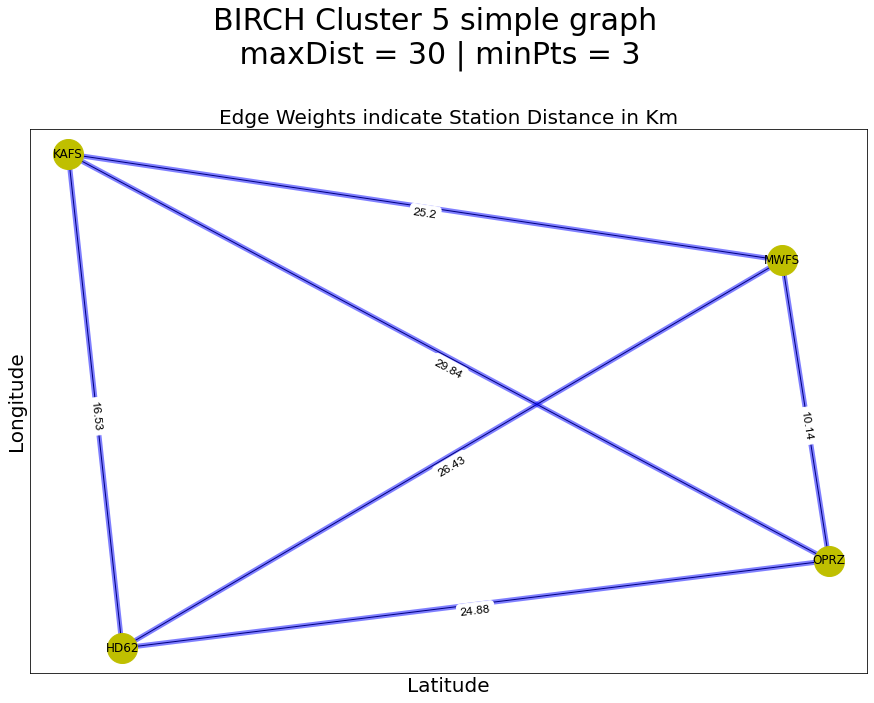 BIRCH Cluster 5 simple graph
maxDist = 30 | minPts = 3
Edge Weights indicate Station Distance in Km
KAFS
25.2
MWFS
29.84
Longitude
16.53
10.14
26.43
OPRZ
24.88
HD62
Latitude